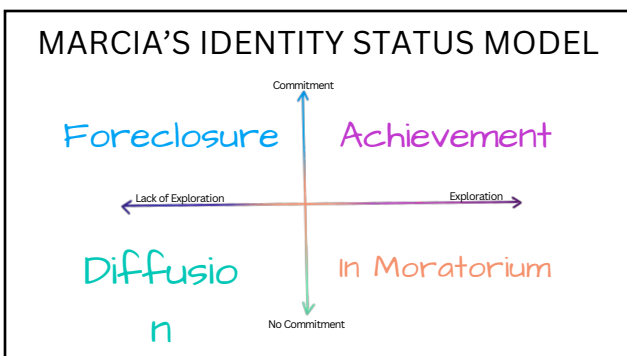 MARCIA'S IDENTITY STATUS MODEL
Commitment
Foreclosure
Achievement
Lack of Exploration
Exploration
Diffusio
n
In Moratorium
No Commitment